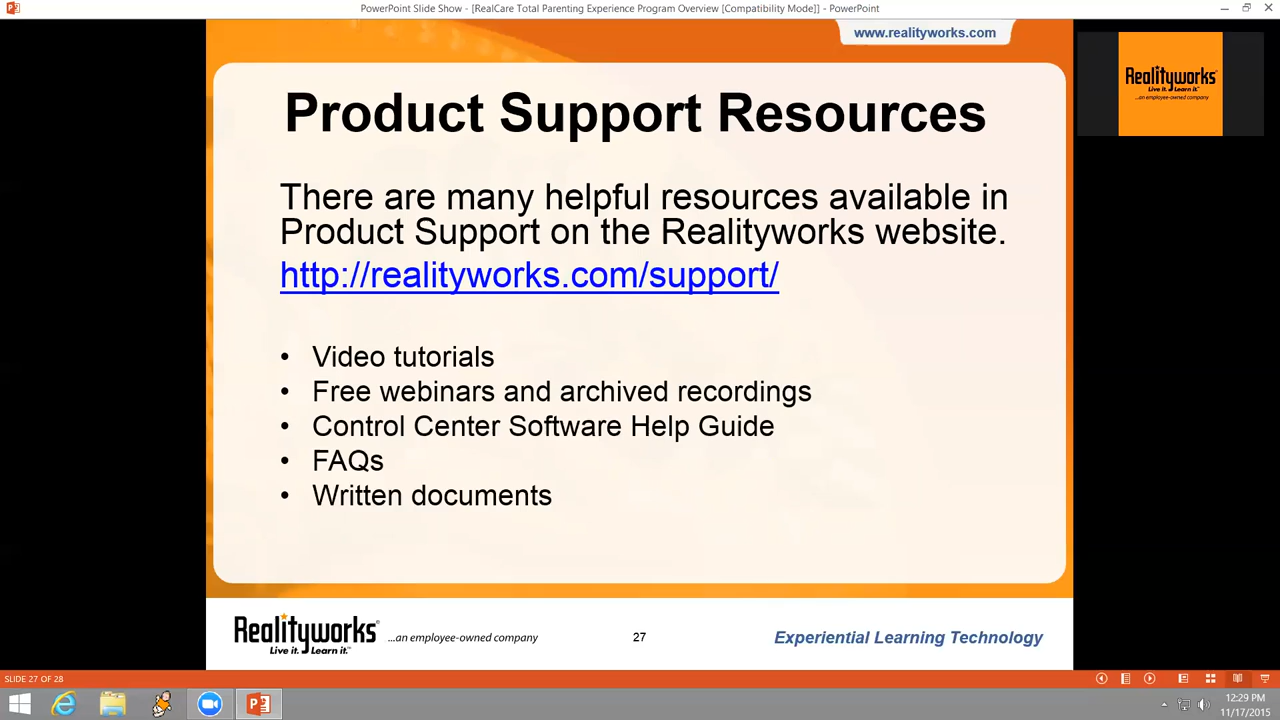 PowerPoint Slide Show - [RealCare Total Parenting Experience Program Overview [Compatibility Mode]] - PowerPoint
www.realityworks.com
Realityworks
Live it. Learn it.™
...an employee-owned company
Product Support Resources
There are many helpful resources available in
Product Support on the Realityworks website.
http://realityworks.com/support/
• Video tutorials
• Free webinars and archived recordings
• Control Center Software Help Guide
• FAQs
• Written documents
Realityworks®
Live it. Learn it.™
...an employee-owned company
27
Experiential Learning Technology
SLIDE 27 OF 28
12:29 PM
11/17/2015